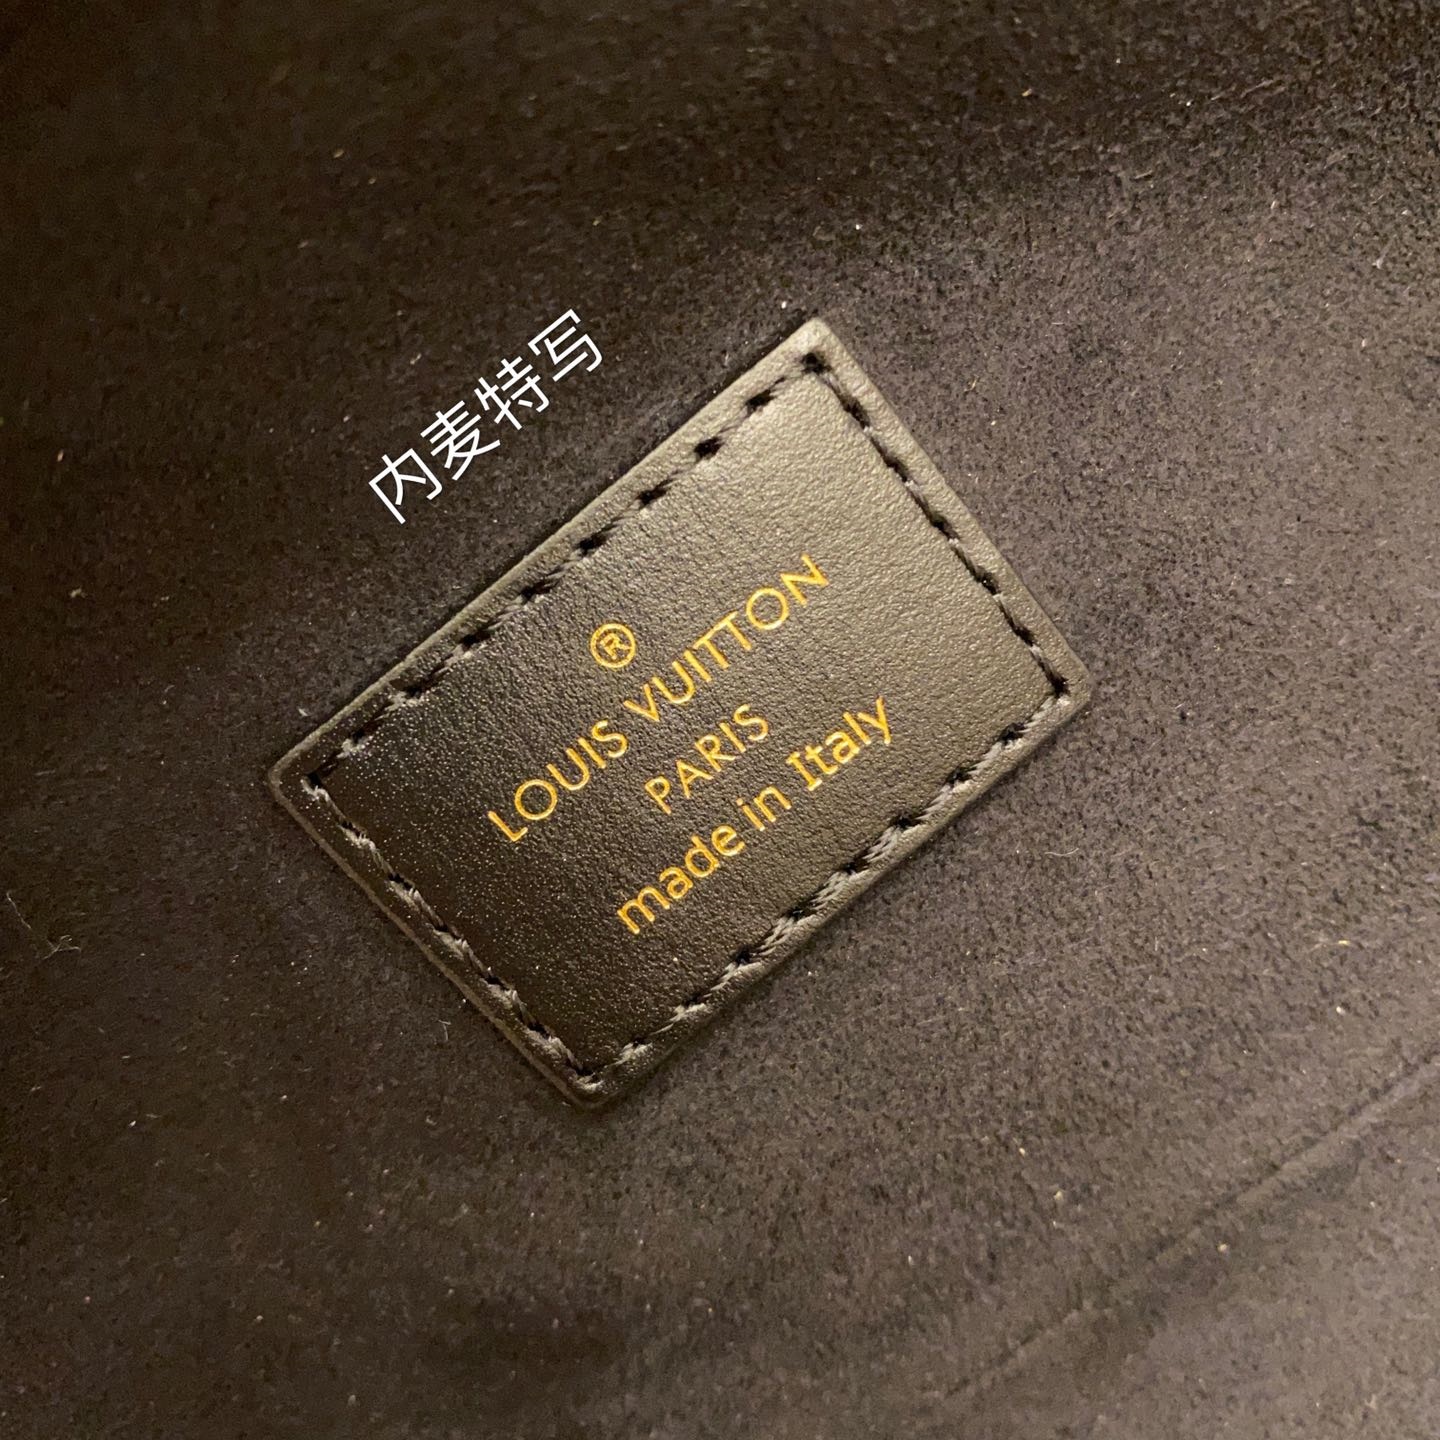 内麦特写
®
LOUIS VUITTON
PARIS
made in Italy